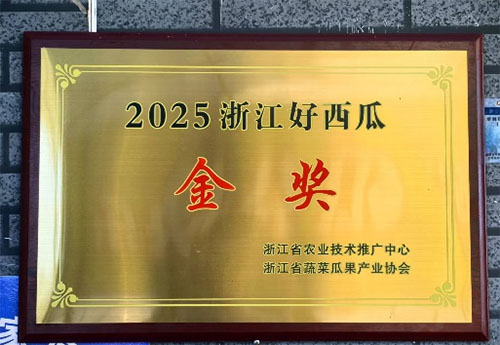 2025浙江好西瓜
金奖
浙江省农业技术推广中心
浙江省蔬菜瓜果产业协会